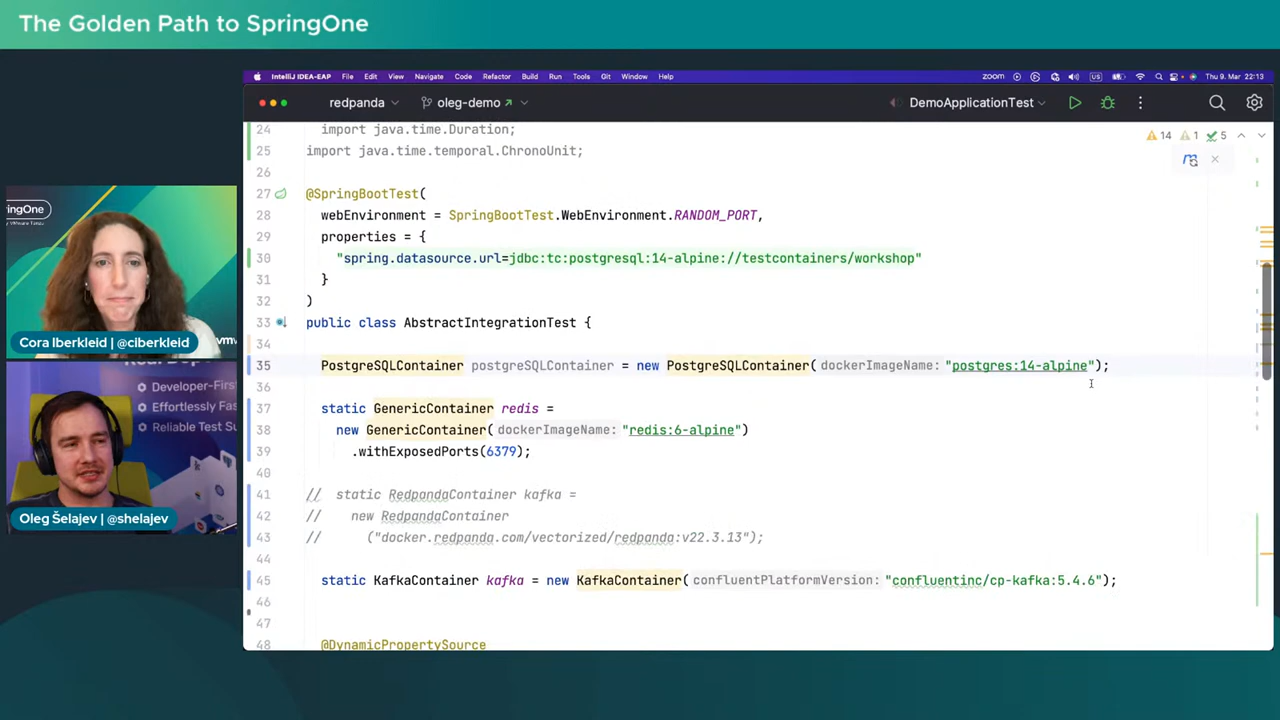 The Golden Path to SpringOne
IntelliJ IDEA-EAP File Edit View Navigate Code Refactor Build Run Tools Git Window Help
zoom US Thu 9. Mar 22:13
redpanda oleg-demo DemoApplicationTest
14 1 5
24 import java.time.Duration;
25 import java.time.temporal.ChronoUnit;
26
27 @SpringBootTest(
28 webEnvironment = SpringBootTest.WebEnvironment.RANDOM_PORT,
29 properties = {
30 "spring.datasource.url=jdbc:tc:postgresql:14-alpine://testcontainers/workshop"
31 }
32 )
33 public class AbstractIntegrationTest {
34
35 PostgreSQLContainer postgreSQLContainer = new PostgreSQLContainer( dockerImageName: "postgres:14-alpine");
36
37 static GenericContainer redis =
38 new GenericContainer( dockerImageName: "redis:6-alpine")
39 .withExposedPorts(6379);
40
41 // static RedpandaContainer kafka =
42 // new RedpandaContainer
43 // ("docker.redpanda.com/vectorized/redpanda:v22.3.13");
44
45 static KafkaContainer kafka = new KafkaContainer( confluentPlatformVersion: "confluentinc/cp-kafka:5.4.6");
46
47
48 @DynamicPropertySource
ringOne
VMware Tanzu
Cora Iberkleid | @ciberkleid
Developer-First
Effortlessly
Reliable Test
Oleg Šelajev | @shelajev